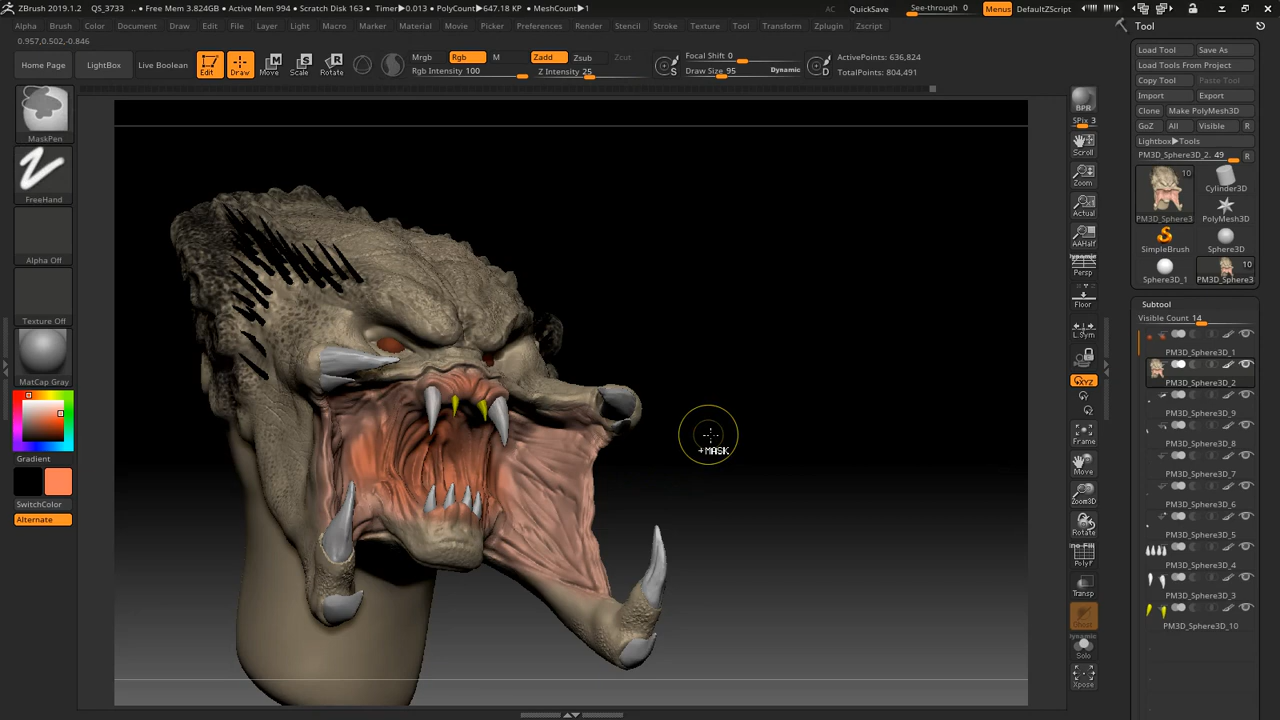 ZBrush 2019.1.2 QS_3733 .. • Free Mem 3.824GB • Active Mem 994 • Scratch Disk 163 • Timer▶0.013 • PolyCount▶647.18 KP • MeshCount▶1 AC QuickSave See-through 0 Menus DefaultZScript
Alpha Brush Color Document Draw Edit File Layer Light Macro Marker Material Movie Picker Preferences Render Stencil Stroke Texture Tool Transform Zplugin Zscript
0.957,0.502,-0.846
Home Page LightBox Live Boolean Edit Draw Move Scale Rotate
Mrgb Rgb M Zadd Zsub Zcut
Rgb Intensity 100 Z Intensity 25
S Focal Shift 0
Draw Size 95 Dynamic D
ActivePoints: 636,824
TotalPoints: 804,491
MaskPen
FreeHand
Alpha Off
Texture Off
MatCap Gray
Gradient
SwitchColor
Alternate
+MASK
BPR
SPix 3
Scroll
Zoom
Actual
AAHalf
Dynamic
Persp
Floor
L.Sym
XYZ
Frame
Move
Zoom3D
Rotate
Line Fill
PolyF
Transp
Ghost
Dynamic
Solo
Xpose
Tool
Load Tool Save As
Load Tools From Project
Copy Tool Paste Tool
Import Export
Clone Make PolyMesh3D
GoZ All Visible R
Lightbox▶Tools
PM3D_Sphere3D_2. 49 R
10
PM3D_Sphere3 Cylinder3D
PolyMesh3D
SimpleBrush Sphere3D
10
Sphere3D_1 PM3D_Sphere3
Subtool
Visible Count 14
PM3D_Sphere3D_1
PM3D_Sphere3D_2
PM3D_Sphere3D_9
PM3D_Sphere3D_8
PM3D_Sphere3D_7
PM3D_Sphere3D_6
PM3D_Sphere3D_5
PM3D_Sphere3D_4
PM3D_Sphere3D_3
PM3D_Sphere3D_10